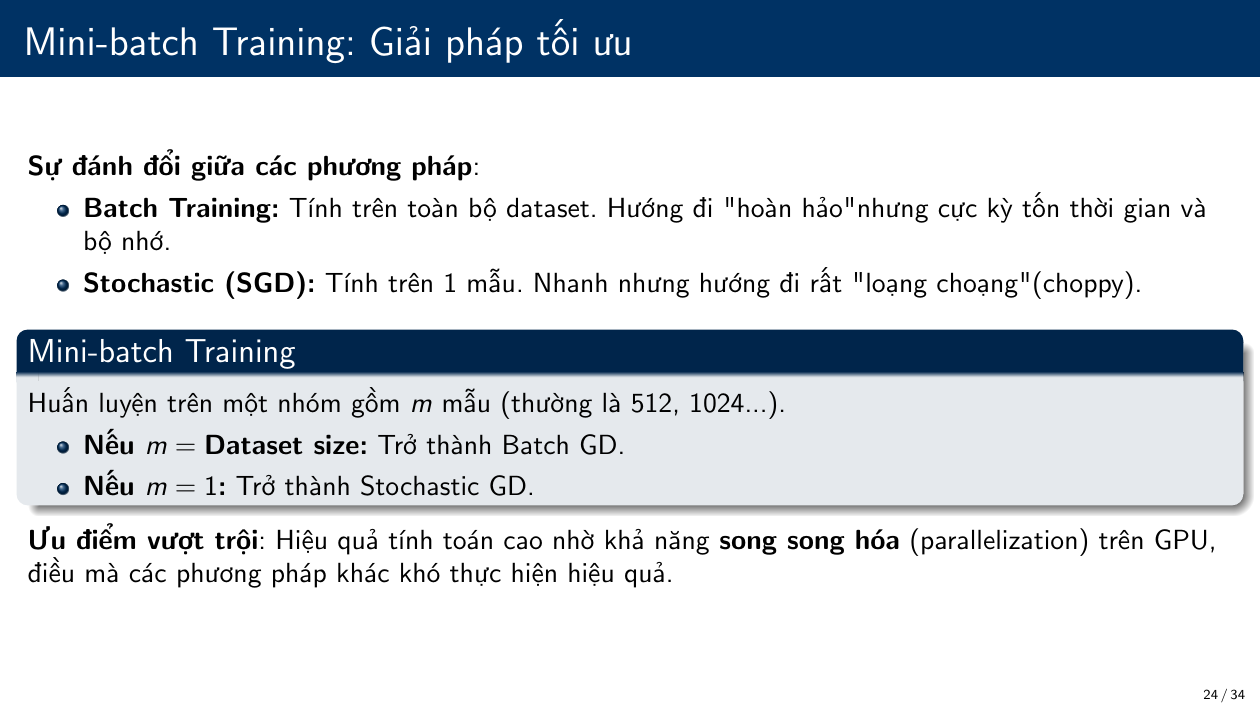 Mini-batch Training: Giải pháp tối ưu
Sự đánh đổi giữa các phương pháp:
Batch Training: Tính trên toàn bộ dataset. Hướng đi "hoàn hảo"nhưng cực kỳ tốn thời gian và
bộ nhớ.
Stochastic (SGD): Tính trên 1 mẫu. Nhanh nhưng hướng đi rất "loạng choạng"(choppy).
Mini-batch Training
Huấn luyện trên một nhóm gồm m mẫu (thường là 512, 1024...).
Nếu m = Dataset size: Trở thành Batch GD.
Nếu m = 1: Trở thành Stochastic GD.
Ưu điểm vượt trội: Hiệu quả tính toán cao nhờ khả năng song song hóa (parallelization) trên GPU,
điều mà các phương pháp khác khó thực hiện hiệu quả.
24 / 34